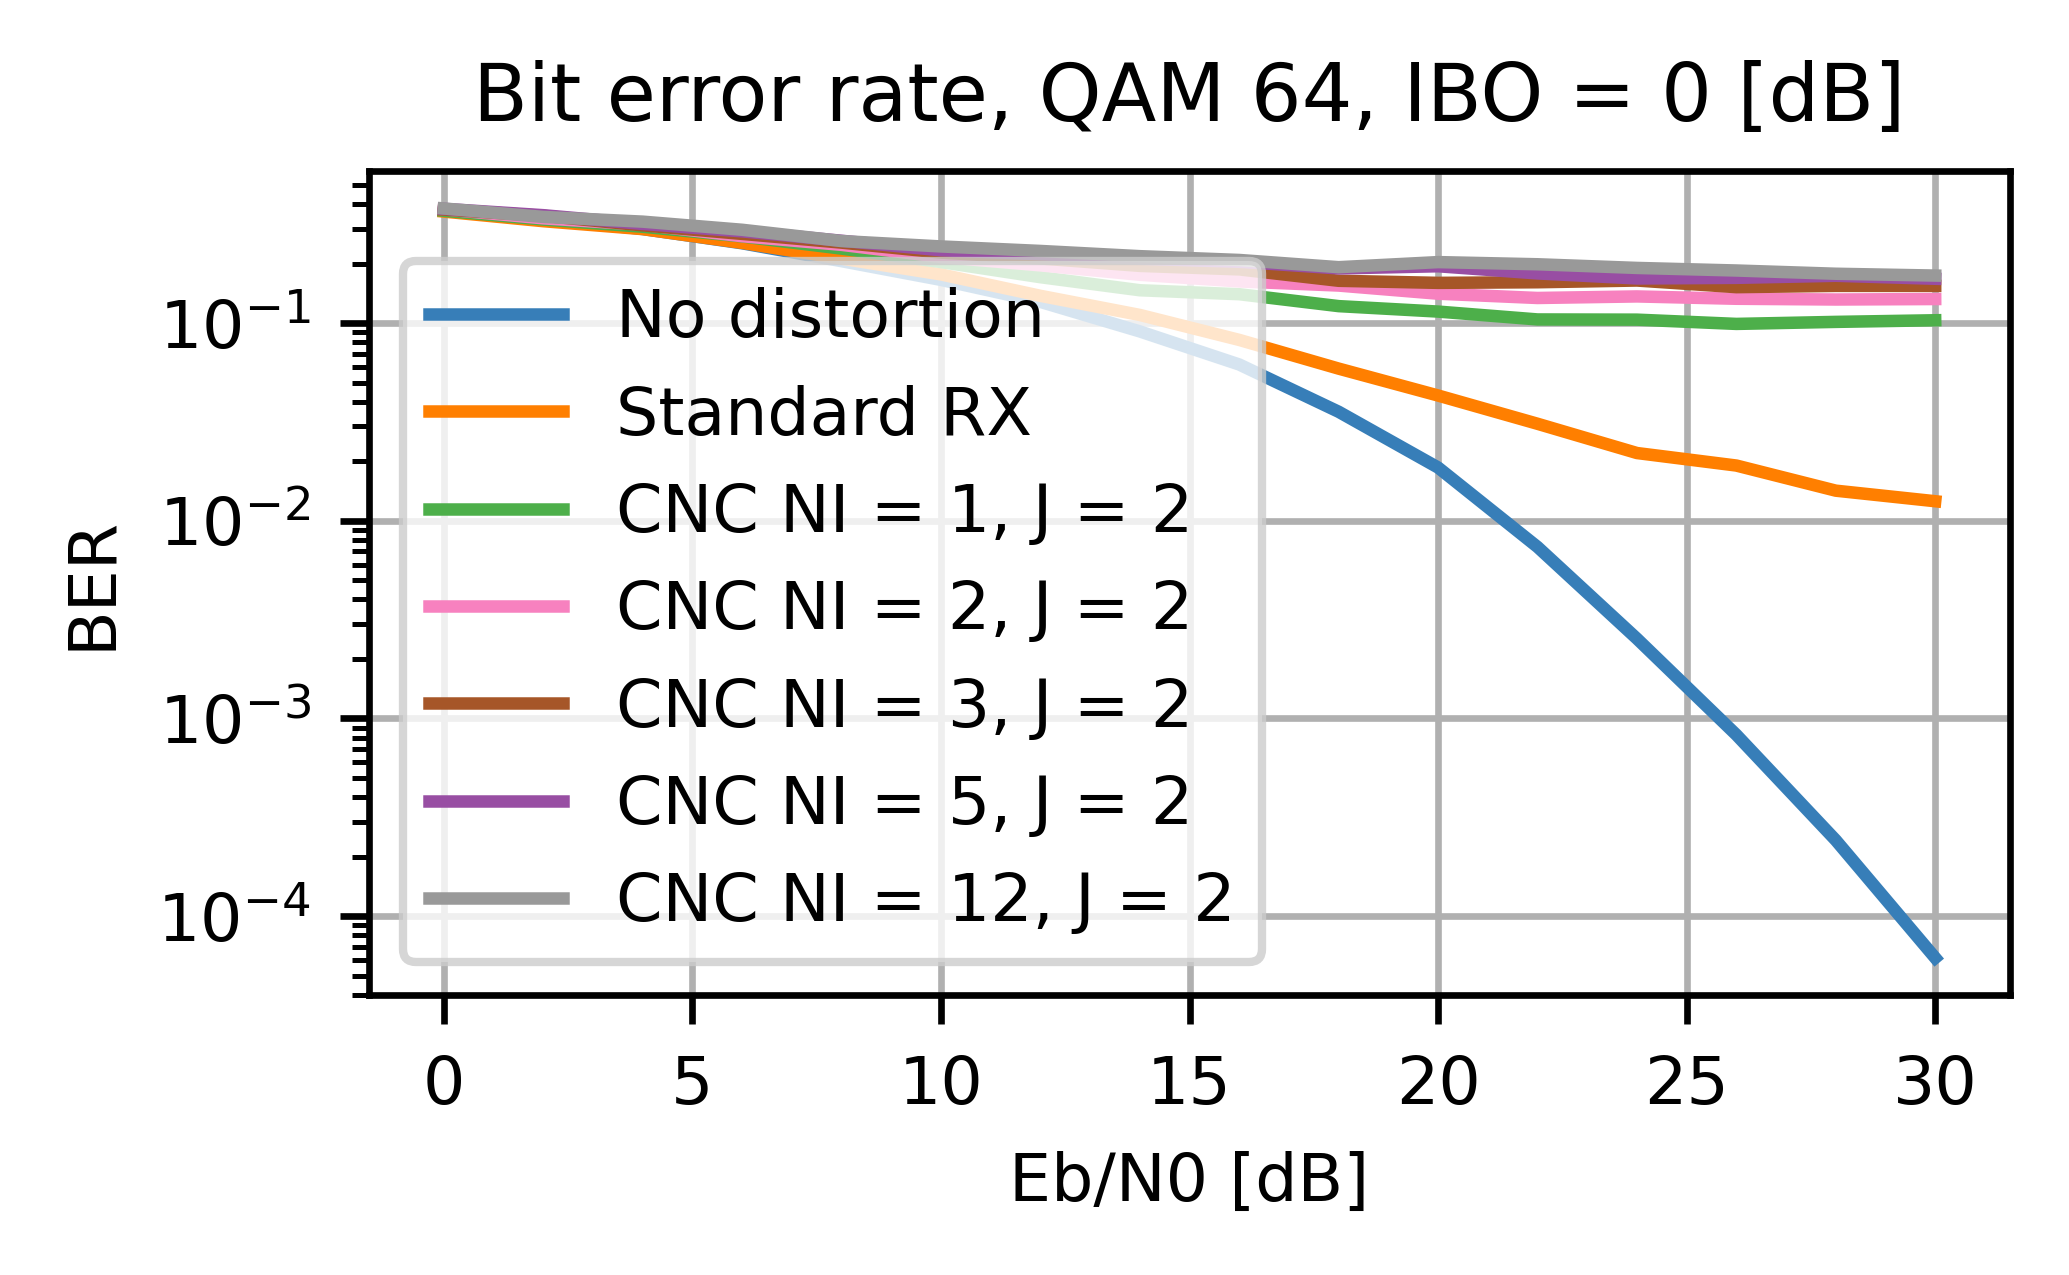 Bit error rate, QAM 64, IBO = 0 [dB]
BER
10⁻¹
10⁻²
10⁻³
10⁻⁴
No distortion
Standard RX
CNC NI = 1, J = 2
CNC NI = 2, J = 2
CNC NI = 3, J = 2
CNC NI = 5, J = 2
CNC NI = 12, J = 2
0 5 10 15 20 25 30
Eb/N0 [dB]